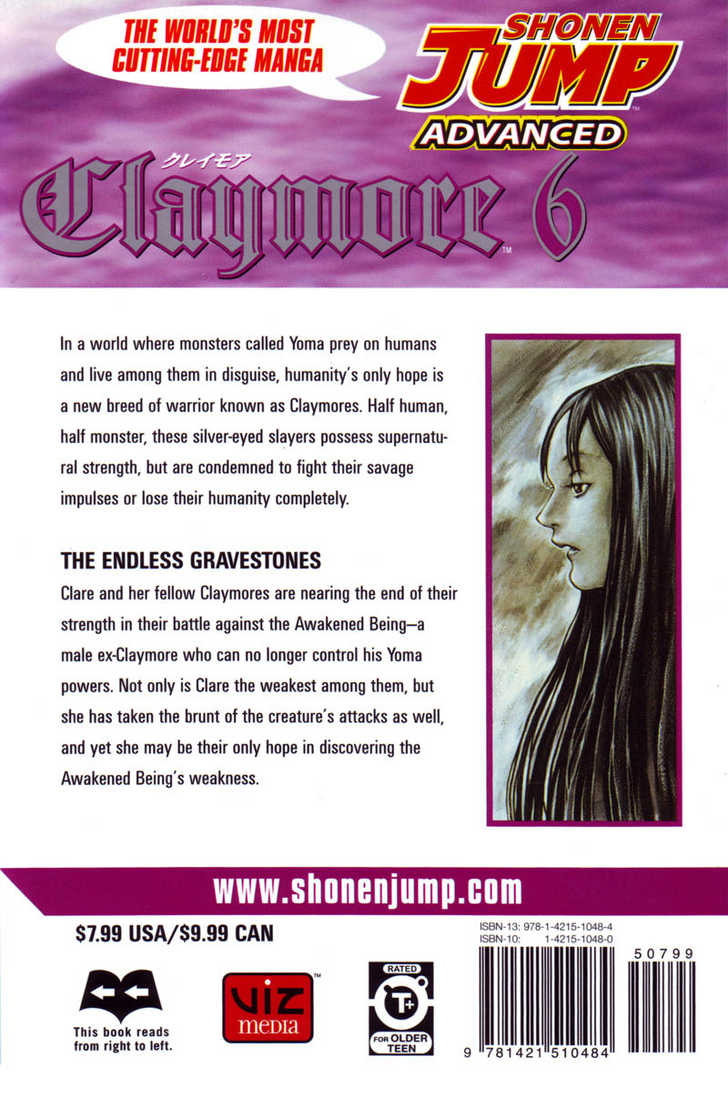 THE WORLD'S MOST
CUTTING-EDGE MANGA
SHONEN
JUMP
™
ADVANCED
クレイモア
Claymore 6
™
In a world where monsters called Yoma prey on humans
and live among them in disguise, humanity's only hope is
a new breed of warrior known as Claymores. Half human,
half monster, these silver-eyed slayers possess supernatu-
ral strength, but are condemned to fight their savage
impulses or lose their humanity completely.
THE ENDLESS GRAVESTONES
Clare and her fellow Claymores are nearing the end of their
strength in their battle against the Awakened Being—a
male ex-Claymore who can no longer control his Yoma
powers. Not only is Clare the weakest among them, but
she has taken the brunt of the creature's attacks as well,
and yet she may be their only hope in discovering the
Awakened Being's weakness.
www.shonenjump.com
$7.99 USA/$9.99 CAN
ISBN-13: 978-1-4215-1048-4
ISBN-10: 1-4215-1048-0
50799
9 781421 510484
This book reads
from right to left.
VIZ
MEDIA
™
RATED
T+
FOR OLDER
TEEN